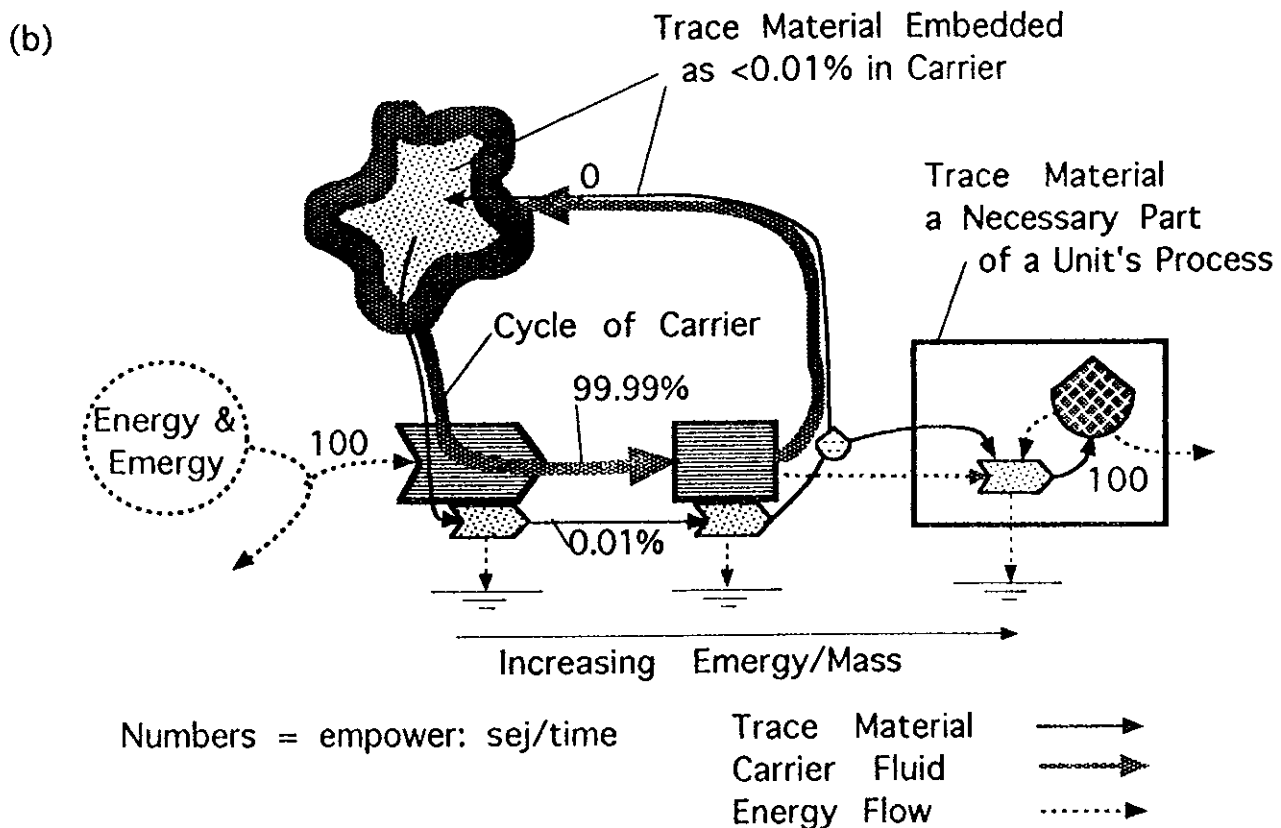 (b)
Trace Material Embedded
as <0.01% in Carrier
0
Trace Material
a Necessary Part
of a Unit's Process
Cycle of Carrier
99.99%
Energy &
Emergy
100
100
0.01%
Increasing Emergy/Mass
Numbers = empower: sej/time
Trace Material
Carrier Fluid
Energy Flow